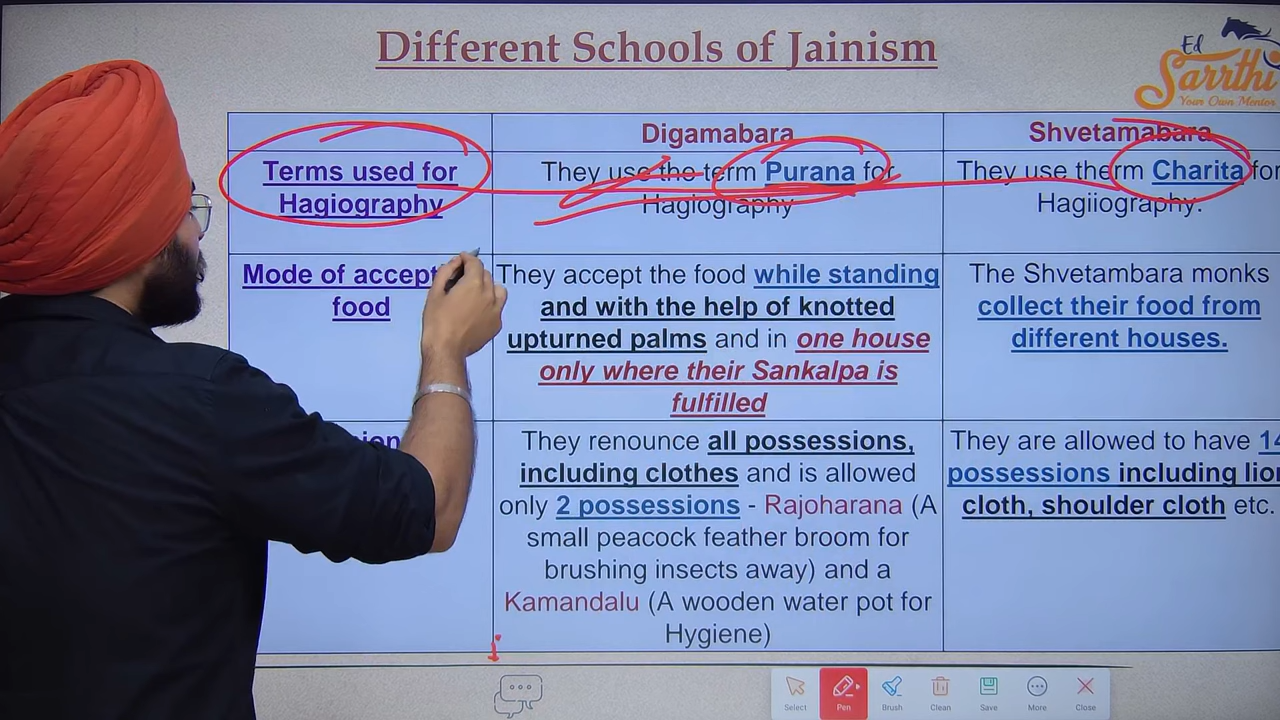 Different Schools of Jainism
Ed
Sarrthi
Your Own Mentor
Digamabara
Shvetamabara
Terms used for
Hagiography
They use the term Purana for
Hagiography
They use therm Charita for
Hagiiography.
Mode of accept
food
They accept the food while standing
and with the help of knotted
upturned palms and in one house
only where their Sankalpa is
fulfilled
The Shvetambara monks
collect their food from
different houses.
They renounce all possessions,
including clothes and is allowed
only 2 possessions - Rajoharana (A
small peacock feather broom for
brushing insects away) and a
Kamandalu (A wooden water pot for
Hygiene)
They are allowed to have 14
possessions including lion
cloth, shoulder cloth etc.
Select
Pen
Brush
Clean
Save
More
Close